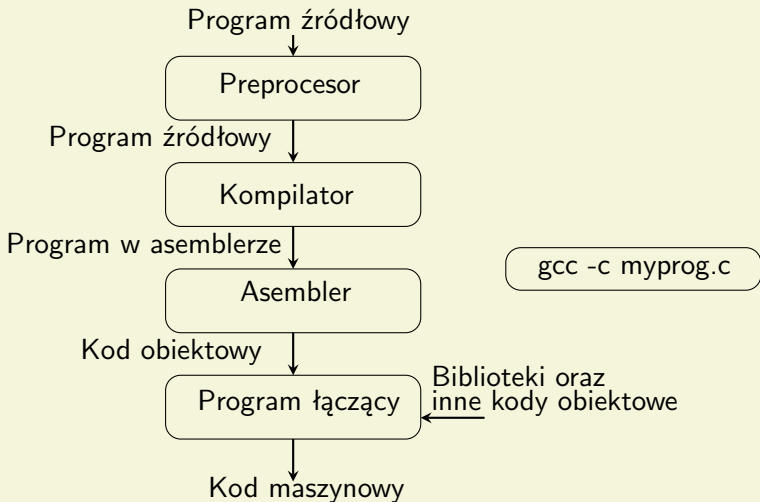 Program źródłowy
Preprocesor
Program źródłowy
Kompilator
Program w asemblerze
gcc -c myprog.c
Asembler
Kod obiektowy
Biblioteki oraz
inne kody obiektowe
Program łączący
Kod maszynowy